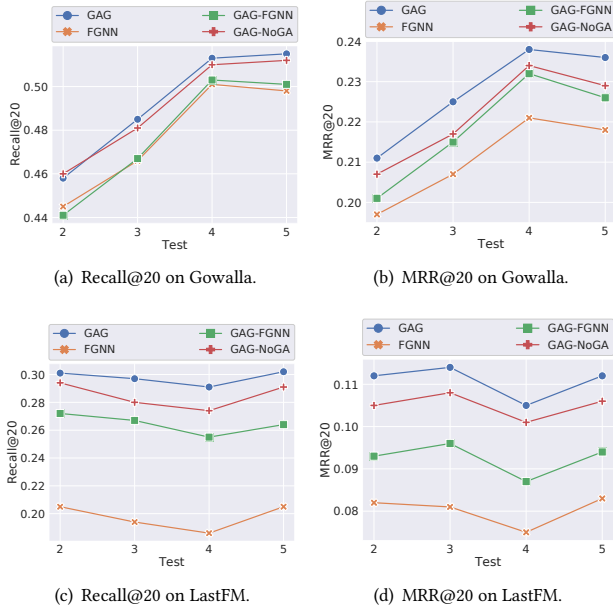 GAG GAG-FGNN
FGNN GAG-NoGA
Recall@20
0.50
0.48
0.46
0.44
2 3 4 5
Test
(a) Recall@20 on Gowalla.
GAG GAG-FGNN
FGNN GAG-NoGA
MRR@20
0.24
0.23
0.22
0.21
0.20
2 3 4 5
Test
(b) MRR@20 on Gowalla.
GAG GAG-FGNN
FGNN GAG-NoGA
Recall@20
0.30
0.28
0.26
0.24
0.22
0.20
2 3 4 5
Test
(c) Recall@20 on LastFM.
GAG GAG-FGNN
FGNN GAG-NoGA
MRR@20
0.11
0.10
0.09
0.08
2 3 4 5
Test
(d) MRR@20 on LastFM.